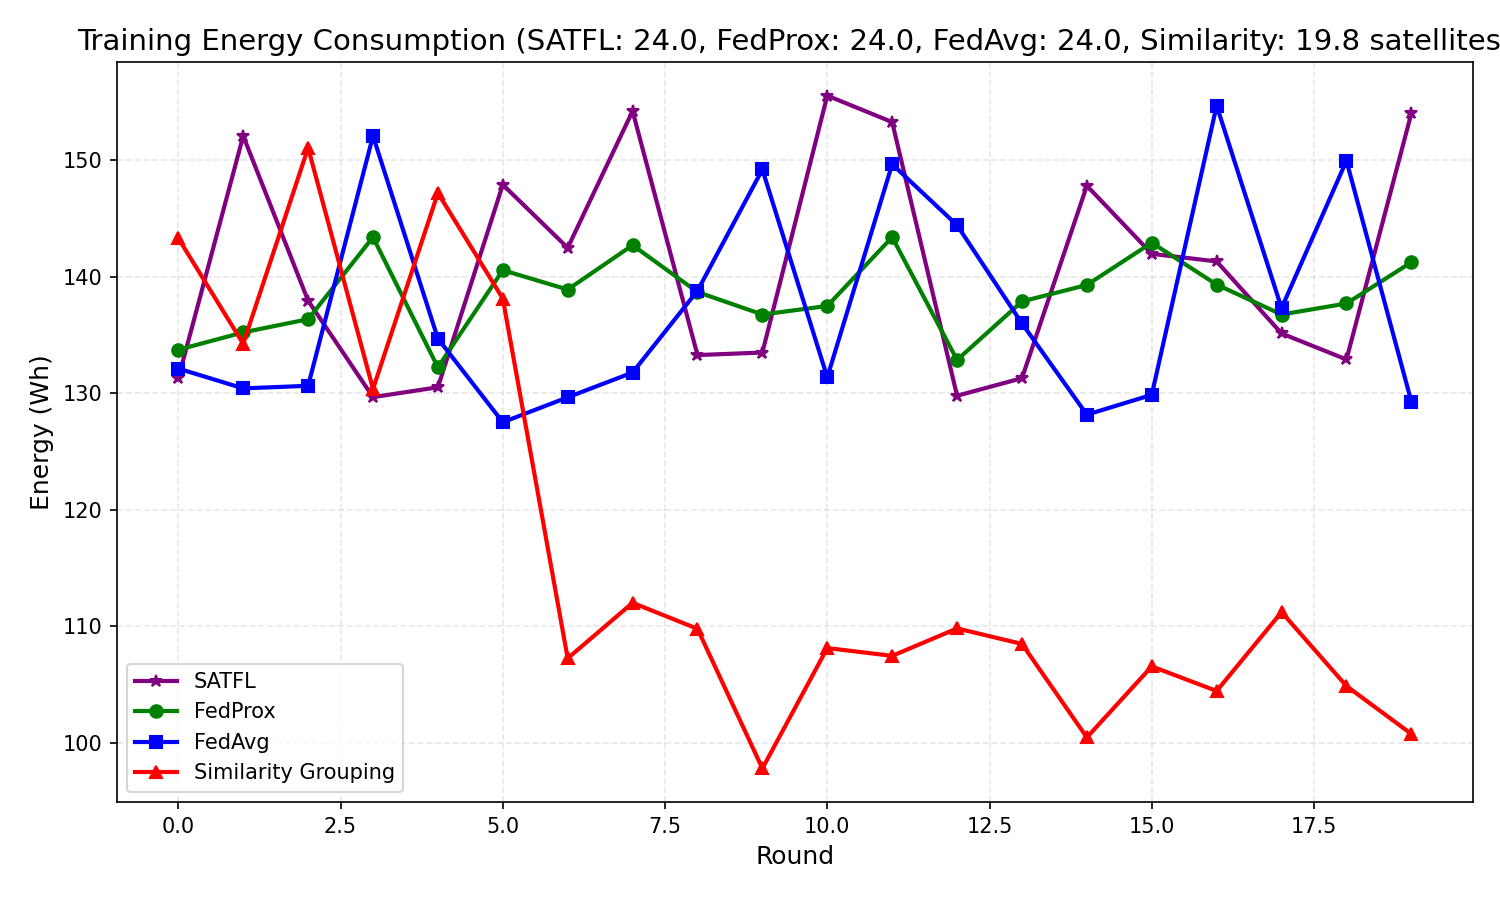 Training Energy Consumption (SATFL: 24.0, FedProx: 24.0, FedAvg: 24.0, Similarity: 19.8 satellites
Energy (Wh)
150
140
130
120
110
100
SATFL
FedProx
FedAvg
Similarity Grouping
0.0 2.5 5.0 7.5 10.0 12.5 15.0 17.5
Round